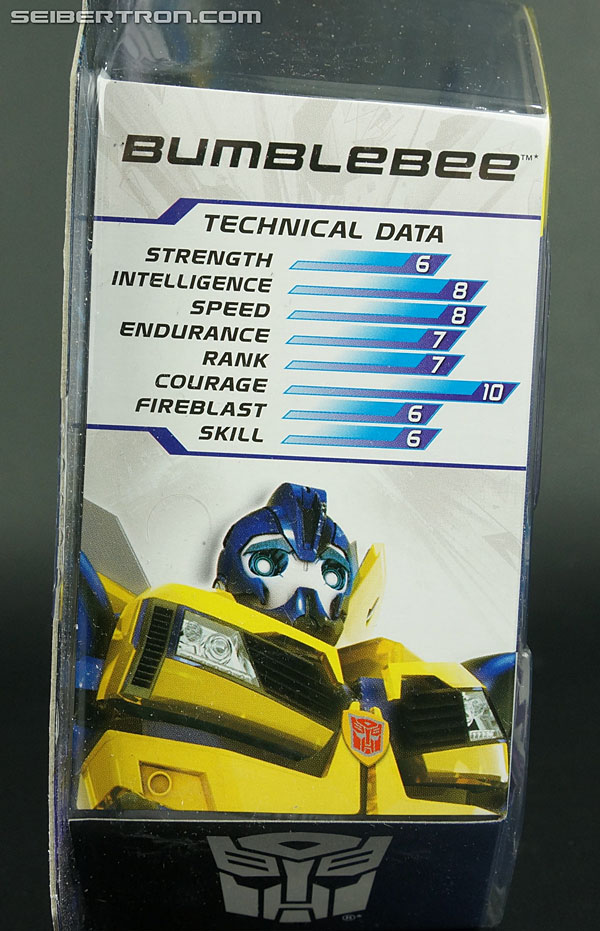 SEIBERTRON.COM
BUMBLEBEE™*
TECHNICAL DATA
STRENGTH 6
INTELLIGENCE 8
SPEED 8
ENDURANCE 7
RANK 7
COURAGE 10
FIREBLAST 6
SKILL 6
®*